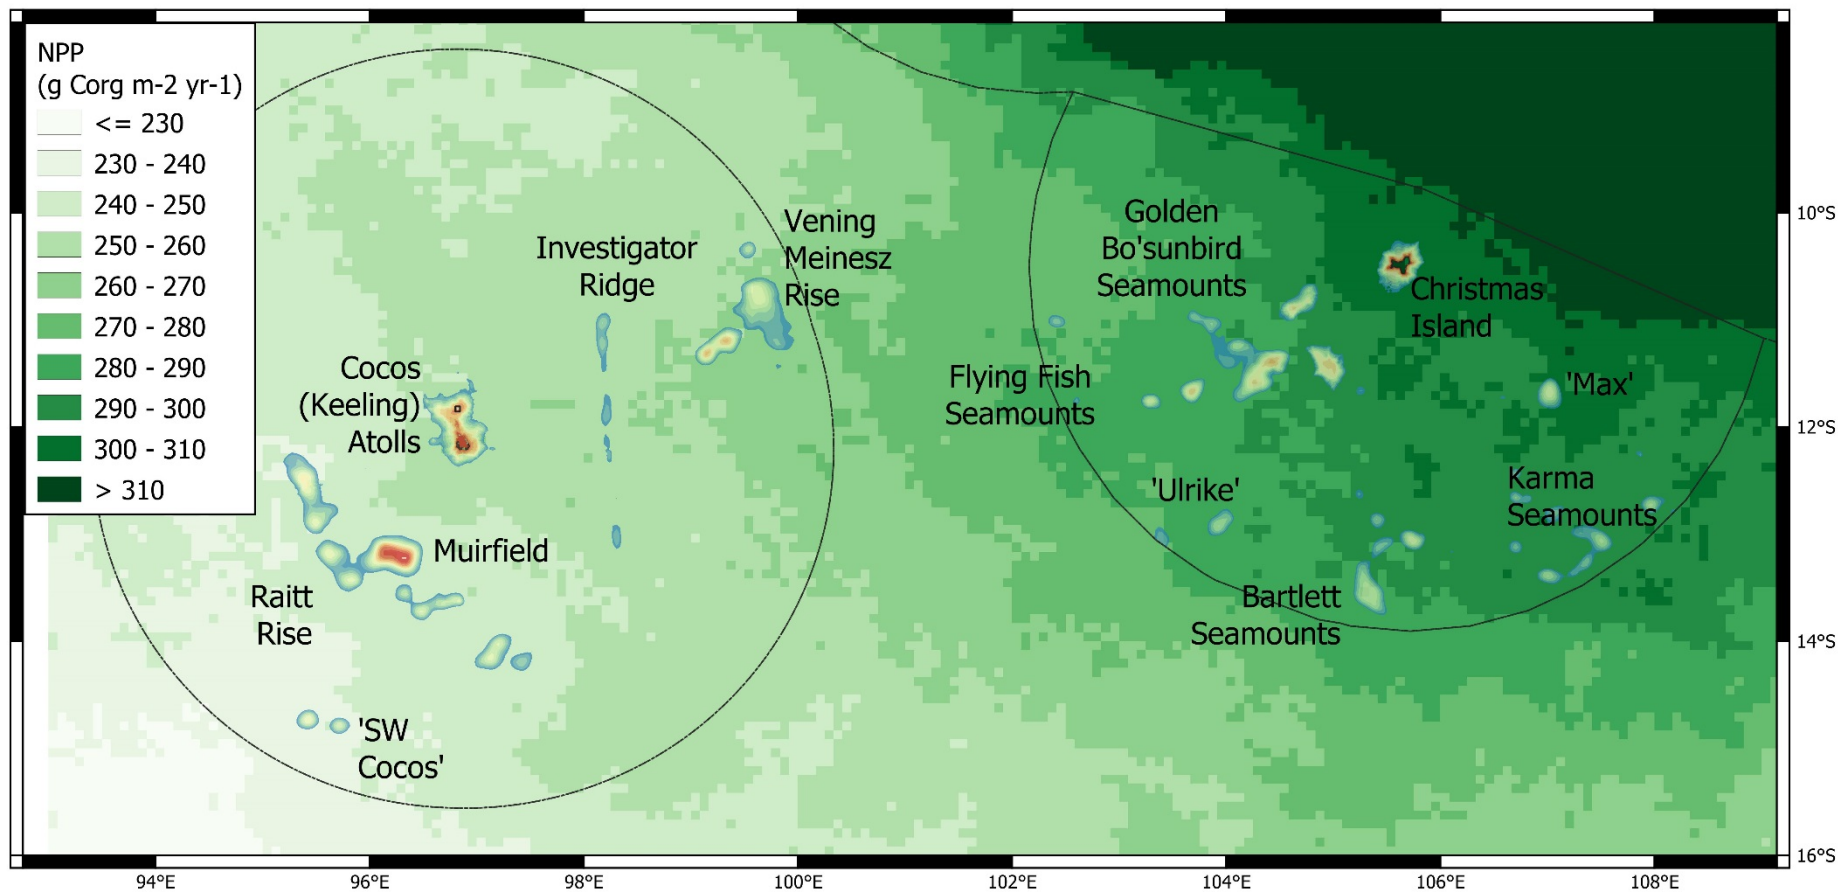 NPP
(g Corg m-2 yr-1)
<= 230
230 - 240
240 - 250
250 - 260
260 - 270
270 - 280
280 - 290
290 - 300
300 - 310
> 310
Investigator
Ridge
Vening
Meinesz
Rise
Cocos
(Keeling)
Atolls
Muirfield
Raitt
Rise
'SW
Cocos'
Golden
Bo'sunbird
Seamounts
Christmas
Island
Flying Fish
Seamounts
'Max'
'Ulrike'
Karma
Seamounts
Bartlett
Seamounts
10°S
12°S
14°S
16°S
94°E
96°E
98°E
100°E
102°E
104°E
106°E
108°E